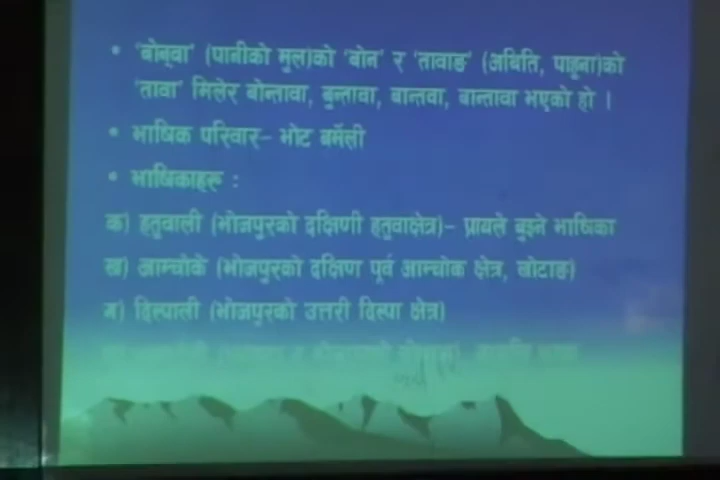 • 'बोन्वा' (पानीको मुल)को 'बोन' र 'तावाङ' (अबिति, पाहुना)को
'तावा' मिलेर बोन्तावा, बुन्तावा, बान्तवा, बान्तावा भएको हो ।
• भाषिक परिवार– भोट बर्मेली
• भाषिकाहरू :
क) हतुवाली (भोजपुरको दक्षिणी हतुवाक्षेत्र)– प्रायले बुझ्ने भाषिका
ख) आम्चोके (भोजपुरको दक्षिण पूर्व आम्चोक क्षेत्र, खोटाङ)
ग) दिल्पाली (भोजपुरको उत्तरी दिल्पा क्षेत्र)